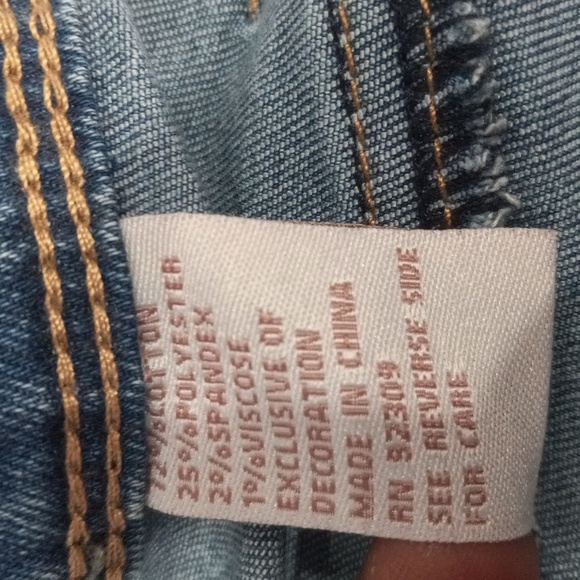 72%COTTON
25%POLYESTER
2%SPANDEX
1%VISCOSE
EXCLUSIVE OF
DECORATION
MADE IN CHINA
RN 92309
SEE REVERSE SIDE
FOR CARE